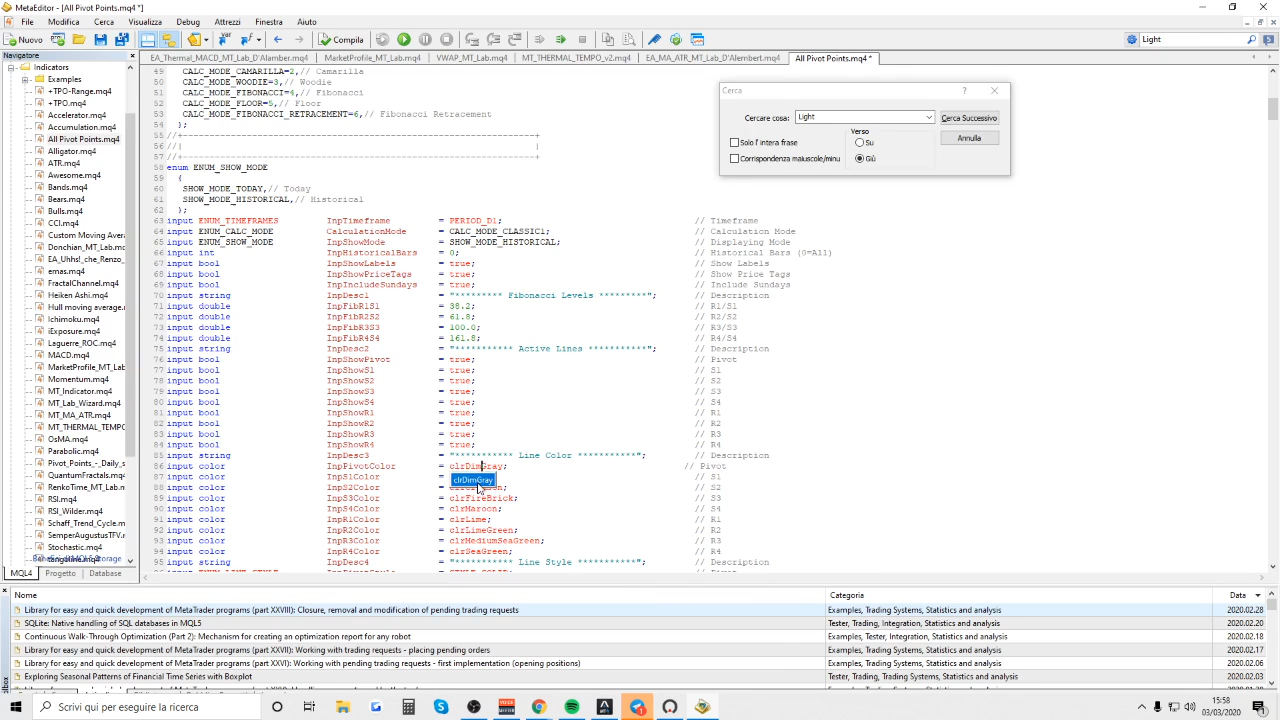 MetaEditor - [All Pivot Points.mq4 *]
File Modifica Cerca Visualizza Debug Attrezzi Finestra Aiuto
Nuovo Compila Light
Navigatore
EA_Thermal_MACD_MT_Lab_D'Alamber.mq4 MarketProfile_MT_Lab.mq4 VWAP_MT_Lab.mq4 MT_THERMAL_TEMPO_v2.mq4 EA_MA_ATR_MT_Lab_D'Alembert.mq4 All Pivot Points.mq4 *
Indicators
Examples
+TPO-Range.mq4
+TPO.mq4
Accelerator.mq4
Accumulation.mq4
All Pivot Points.mq4
Alligator.mq4
ATR.mq4
Awesome.mq4
Bands.mq4
Bears.mq4
Bulls.mq4
CCI.mq4
Custom Moving Average
Donchian_MT_Lab.mq4
EA_Uhhs!_che_Renzo_
emas.mq4
FractalChannel.mq4
Heiken Ashi.mq4
Hull moving average.mq4
Ichimoku.mq4
iExposure.mq4
Laguerre_ROC.mq4
MACD.mq4
MarketProfile_MT_Lab.
Momentum.mq4
MT_Indicator.mq4
MT_Lab_Wizard.mq4
MT_MA_ATR.mq4
MT_THERMAL_TEMPO_
OsMA.mq4
Parabolic.mq4
Pivot_Points_-_Daily_s
QuantumFractals.mq4
RenkoTime_MT_Lab.mq4
RSI.mq4
RSI_Wilder.mq4
Schaff_Trend_Cycle.mq4
SemperAugustusTFV.m
Stochastic.mq4
MQL4 Progetto Database
49 CALC_MODE_CAMARILLA=2,// Camarilla
50 CALC_MODE_WOODIE=3,// Woodie
51 CALC_MODE_FIBONACCI=4,// Fibonacci
52 CALC_MODE_FLOOR=5,// Floor
53 CALC_MODE_FIBONACCI_RETRACEMENT=6,// Fibonacci Retracement
54 };
55 //+------------------------------------------------------------------+
56 //| |
57 //+------------------------------------------------------------------+
58 enum ENUM_SHOW_MODE
59 {
60 SHOW_MODE_TODAY,// Today
61 SHOW_MODE_HISTORICAL,// Historical
62 };
63 input ENUM_TIMEFRAMES InpTimeframe = PERIOD_D1; // Timeframe
64 input ENUM_CALC_MODE CalculationMode = CALC_MODE_CLASSIC1; // Calculation Mode
65 input ENUM_SHOW_MODE InpShowMode = SHOW_MODE_HISTORICAL; // Displaying Mode
66 input int InpHistoricalBars = 0; // Historical Bars (0=All)
67 input bool InpShowLabels = true; // Show Labels
68 input bool InpShowPriceTags = true; // Show Price Tags
69 input bool InpIncludeSundays = true; // Include Sundays
70 input string InpDesc1 = "********* Fibonacci Levels *********"; // Description
71 input double InpFibR1S1 = 38.2; // R1/S1
72 input double InpFibR2S2 = 61.8; // R2/S2
73 input double InpFibR3S3 = 100.0; // R3/S3
74 input double InpFibR4S4 = 161.8; // R4/S4
75 input string InpDesc2 = "*********** Active Lines ***********"; // Description
76 input bool InpShowPivot = true; // Pivot
77 input bool InpShowS1 = true; // S1
78 input bool InpShowS2 = true; // S2
79 input bool InpShowS3 = true; // S3
80 input bool InpShowS4 = true; // S4
81 input bool InpShowR1 = true; // R1
82 input bool InpShowR2 = true; // R2
83 input bool InpShowR3 = true; // R3
84 input bool InpShowR4 = true; // R4
85 input string InpDesc3 = "*********** Line Color ***********"; // Description
86 input color InpPivotColor = clrDimGray; // Pivot
87 input color InpS1Color = // S1
clrDimGray
88 input color InpS2Color = // S2
89 input color InpS3Color = clrFireBrick; // S3
90 input color InpS4Color = clrMaroon; // S4
91 input color InpR1Color = clrLime; // R1
92 input color InpR2Color = clrLimeGreen; // R2
93 input color InpR3Color = clrMediumSeaGreen; // R3
94 input color InpR4Color = clrSeaGreen; // R4
95 input string InpDesc4 = "*********** Line Style ***********"; // Description
Cerca
Cercare cosa: Light Cerca Successivo
Solo l' intera frase
Corrispondenza maiuscole/minu
Verso
Su
Giù
Annulla
Nome Categoria Data
Library for easy and quick development of MetaTrader programs (part XXVIII): Closure, removal and modification of pending trading requests Examples, Trading Systems, Statistics and analysis 2020.02.28
SQLite: Native handling of SQL databases in MQL5 Tester, Trading, Integration, Statistics and analysis 2020.02.20
Continuous Walk-Through Optimization (Part 2): Mechanism for creating an optimization report for any robot Examples, Tester, Integration, Statistics and analysis 2020.02.18
Library for easy and quick development of MetaTrader programs (part XXVII): Working with trading requests - placing pending orders Examples, Trading Systems, Statistics and analysis 2020.02.17
Library for easy and quick development of MetaTrader programs (part XXVI): Working with pending trading requests - first implementation (opening positions) Examples, Trading Systems, Statistics and analysis 2020.02.06
Exploring Seasonal Patterns of Financial Time Series with Boxplot Examples, Trading Systems, Statistics and analysis 2020.02.03
Scrivi qui per eseguire la ricerca
15:58
03/03/2020